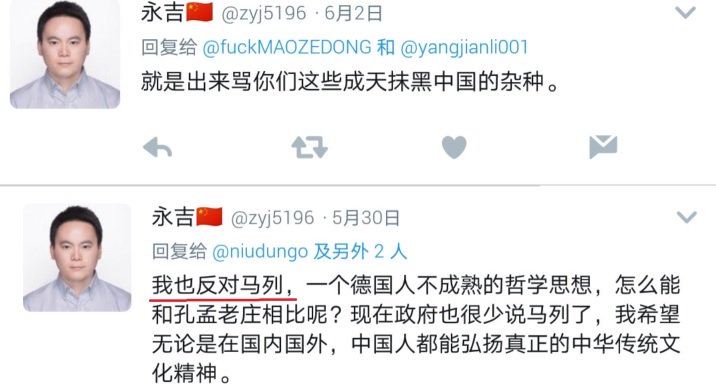 永吉🇨🇳 @zyj5196 · 6月2日
回复给 @fuckMAOZEDONG 和 @yangjianli001
就是出来骂你们这些成天抹黑中国的杂种。
永吉🇨🇳 @zyj5196 · 5月30日
回复给 @niudungo 及另外 2 人
我也反对马列，一个德国人不成熟的哲学思想，怎么能
和孔孟老庄相比呢？现在政府也很少说马列了，我希望
无论是在国内国外，中国人都能弘扬真正的中华传统文
化精神。